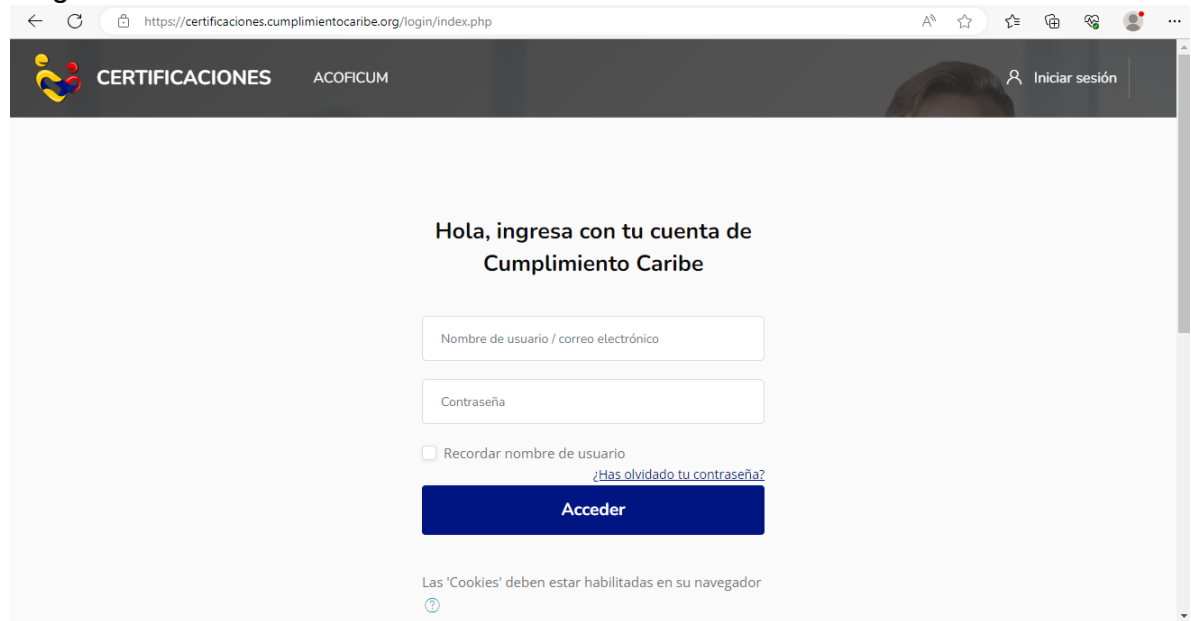 https://certificaciones.cumplimientocaribe.org/login/index.php
CERTIFICACIONES ACOFICUM Iniciar sesión
Hola, ingresa con tu cuenta de
Cumplimiento Caribe
Nombre de usuario / correo electrónico
Contraseña
Recordar nombre de usuario
¿Has olvidado tu contraseña?
Acceder
Las 'Cookies' deben estar habilitadas en su navegador